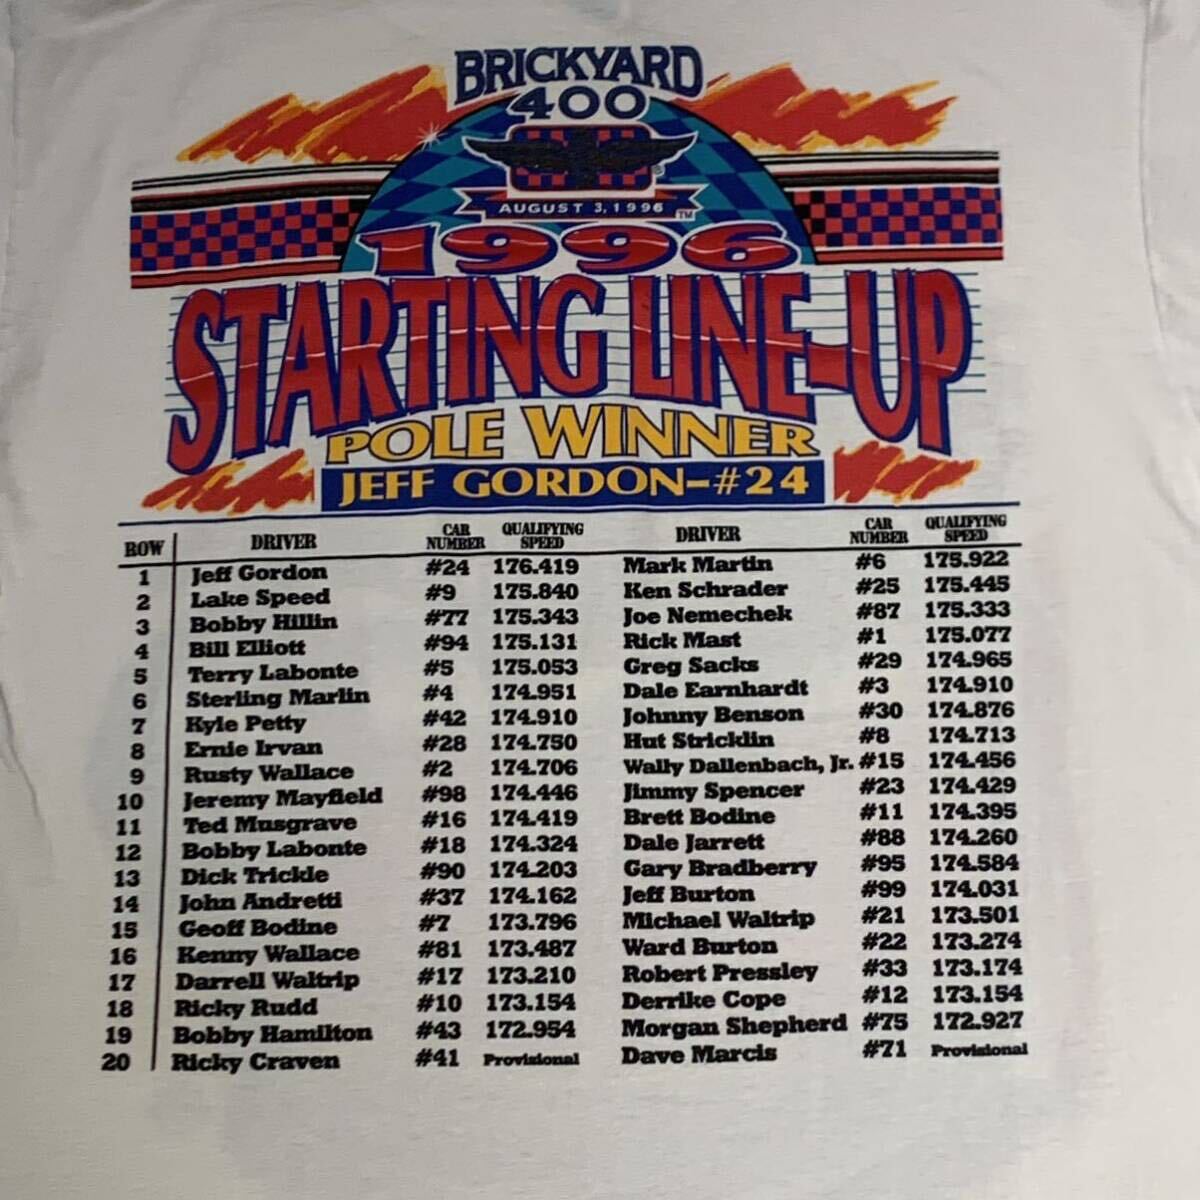 BRICKYARD
400
AUGUST 3, 1996 TM
1996
STARTING LINE-UP
POLE WINNER
JEFF GORDON-#24
ROW DRIVER CAR NUMBER QUALIFYING SPEED DRIVER CAR NUMBER QUALIFYING SPEED
1 Jeff Gordon #24 176.419 Mark Martin #6 175.922
2 Lake Speed #9 175.840 Ken Schrader #25 175.445
3 Bobby Hillin #77 175.343 Joe Nemechek #87 175.333
4 Bill Elliott #94 175.131 Rick Mast #1 175.077
5 Terry Labonte #5 175.053 Greg Sacks #29 174.965
6 Sterling Marlin #4 174.951 Dale Earnhardt #3 174.910
7 Kyle Petty #42 174.910 Johnny Benson #30 174.876
8 Ernie Irvan #28 174.750 Hut Stricklin #8 174.713
9 Rusty Wallace #2 174.706 Wally Dallenbach, Jr. #15 174.456
10 Jeremy Mayfield #98 174.446 Jimmy Spencer #23 174.429
11 Ted Musgrave #16 174.419 Brett Bodine #11 174.395
12 Bobby Labonte #18 174.324 Dale Jarrett #88 174.260
13 Dick Trickle #90 174.203 Gary Bradberry #95 174.584
14 John Andretti #37 174.162 Jeff Burton #99 174.031
15 Geoff Bodine #7 173.796 Michael Waltrip #21 173.501
16 Kenny Wallace #81 173.487 Ward Burton #22 173.274
17 Darrell Waltrip #17 173.210 Robert Pressley #33 173.174
18 Ricky Rudd #10 173.154 Derrike Cope #12 173.154
19 Bobby Hamilton #43 172.954 Morgan Shepherd #75 172.927
20 Ricky Craven #41 Provisional Dave Marcis #71 Provisional